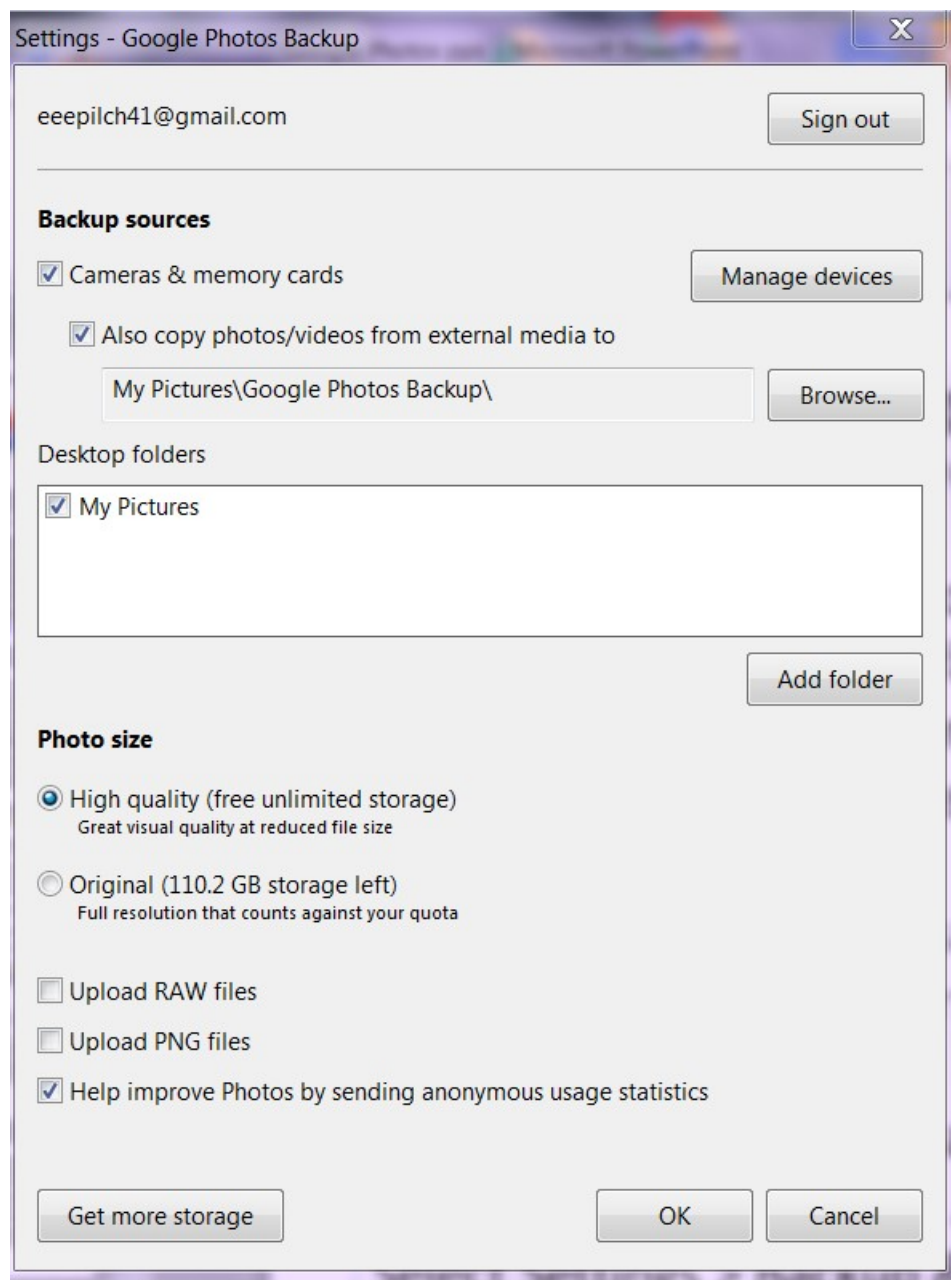 Settings - Google Photos Backup
X
eeepilch41@gmail.com
Sign out
Backup sources
Cameras & memory cards
Manage devices
Also copy photos/videos from external media to
My Pictures\Google Photos Backup\
Browse...
Desktop folders
My Pictures
Add folder
Photo size
High quality (free unlimited storage)
Great visual quality at reduced file size
Original (110.2 GB storage left)
Full resolution that counts against your quota
Upload RAW files
Upload PNG files
Help improve Photos by sending anonymous usage statistics
Get more storage
OK
Cancel